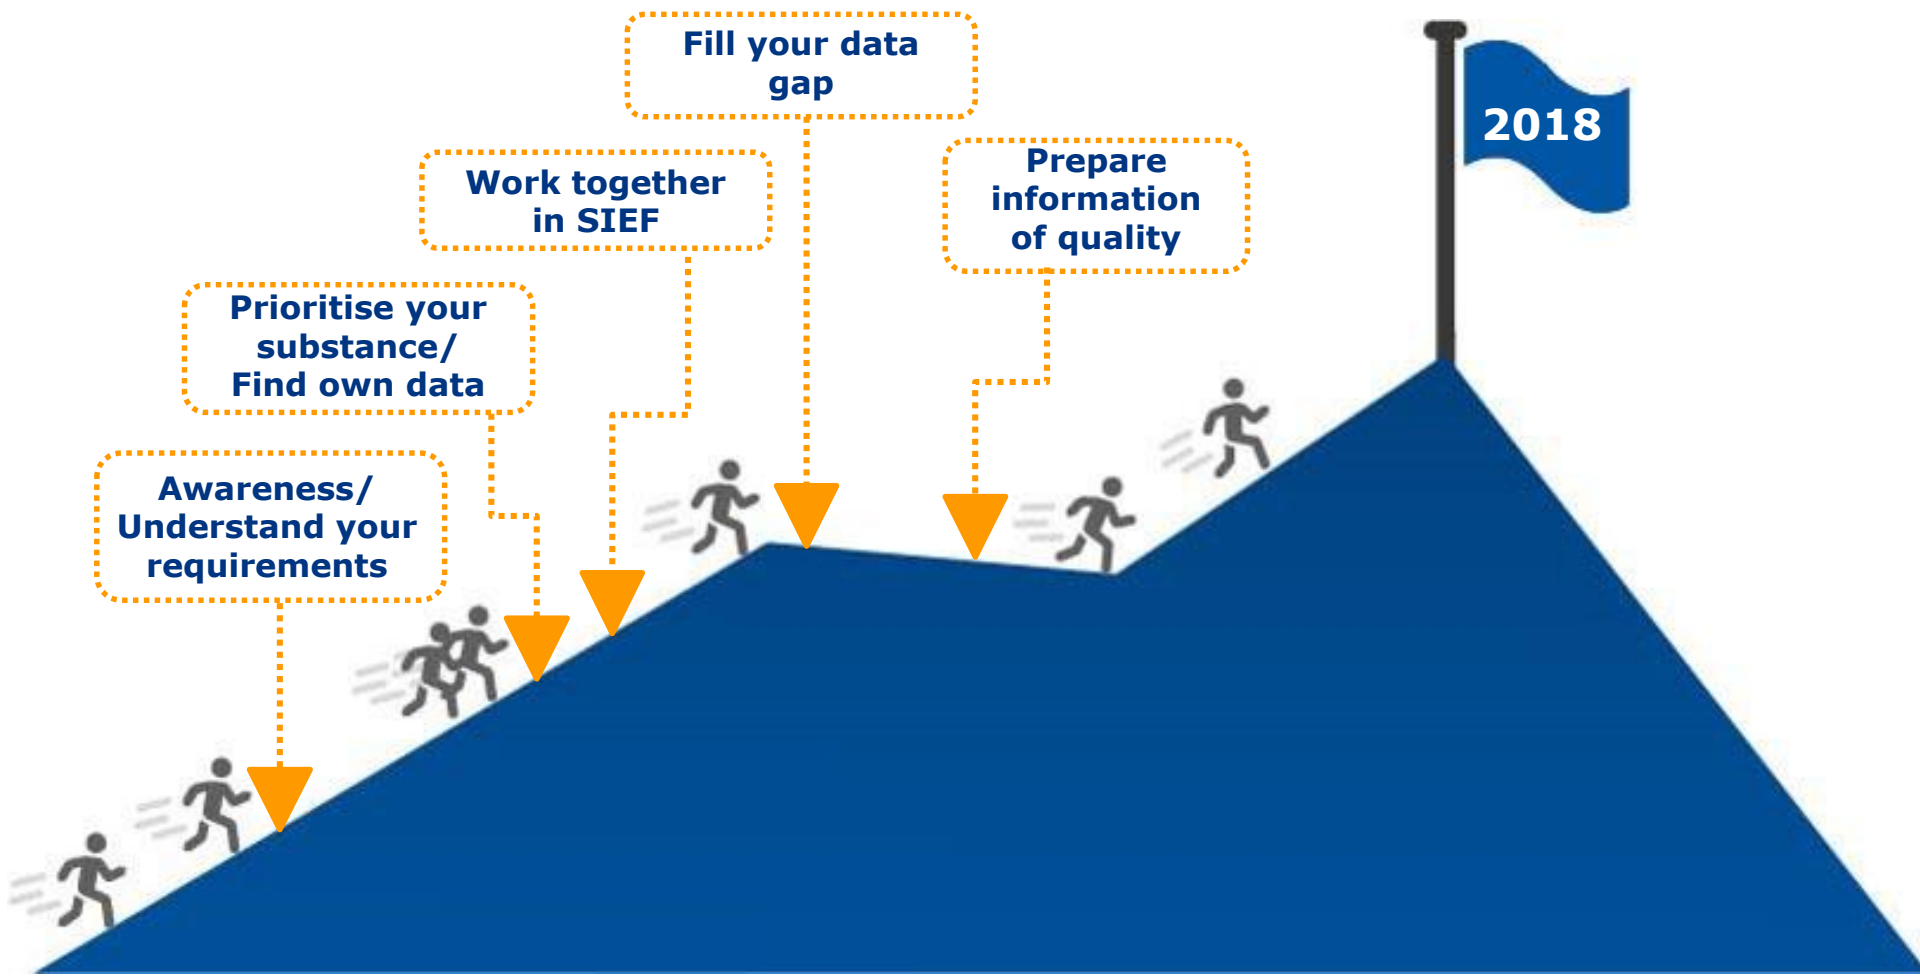 Fill your data
gap
2018
Prepare
information
of quality
Work together
in SIEF
Prioritise your
substance/
Find own data
Awareness/
Understand your
requirements